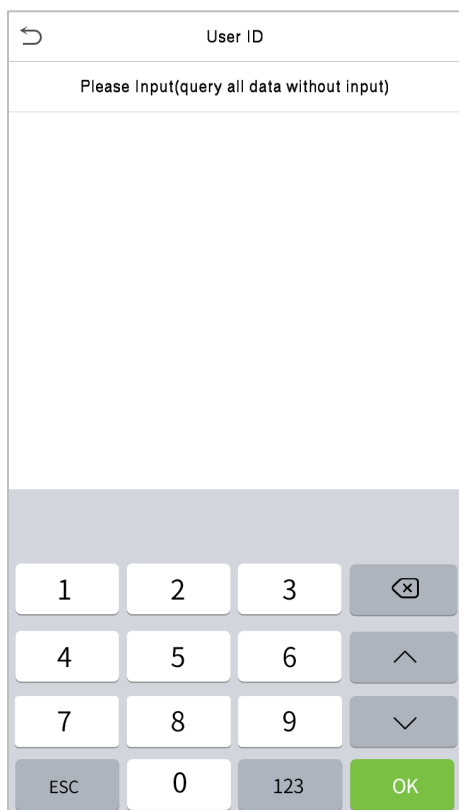 User ID
Please Input(query all data without input)
1 2 3
4 5 6
7 8 9
ESC 0 123 OK